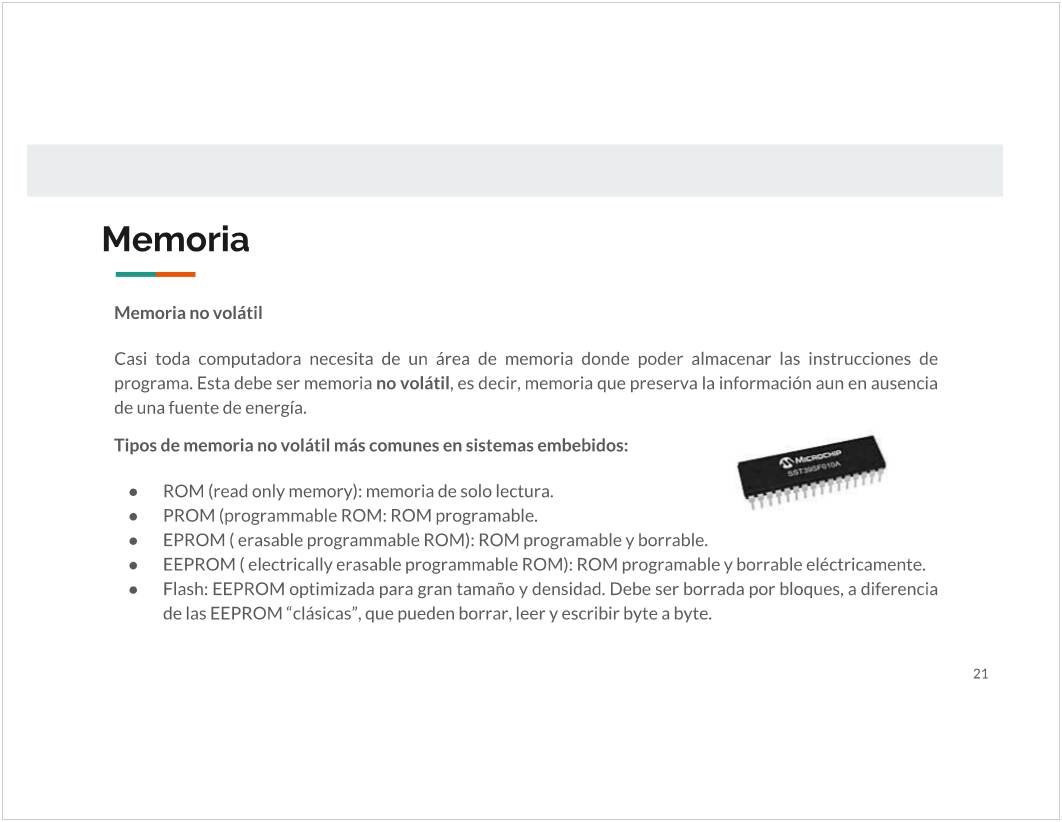 Memoria
Memoria no volátil
Casi toda computadora necesita de un área de memoria donde poder almacenar las instrucciones de
programa. Esta debe ser memoria no volátil, es decir, memoria que preserva la información aun en ausencia
de una fuente de energía.
Tipos de memoria no volátil más comunes en sistemas embebidos:
MICROCHIP
SST39SF010A
● ROM (read only memory): memoria de solo lectura.
● PROM (programmable ROM: ROM programable.
● EPROM ( erasable programmable ROM): ROM programable y borrable.
● EEPROM ( electrically erasable programmable ROM): ROM programable y borrable eléctricamente.
● Flash: EEPROM optimizada para gran tamaño y densidad. Debe ser borrada por bloques, a diferencia
de las EEPROM “clásicas”, que pueden borrar, leer y escribir byte a byte.
21